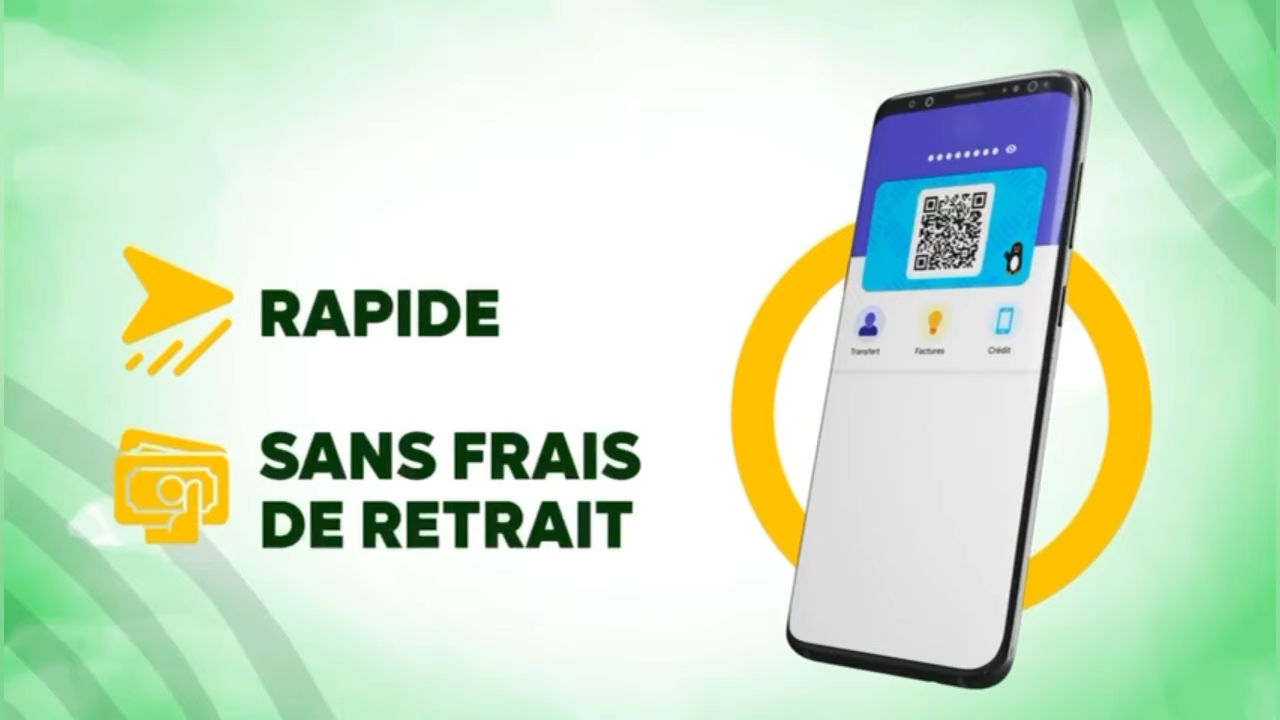 RAPIDE
SANS FRAIS
DE RETRAIT
Transfert
Factures
Crédit